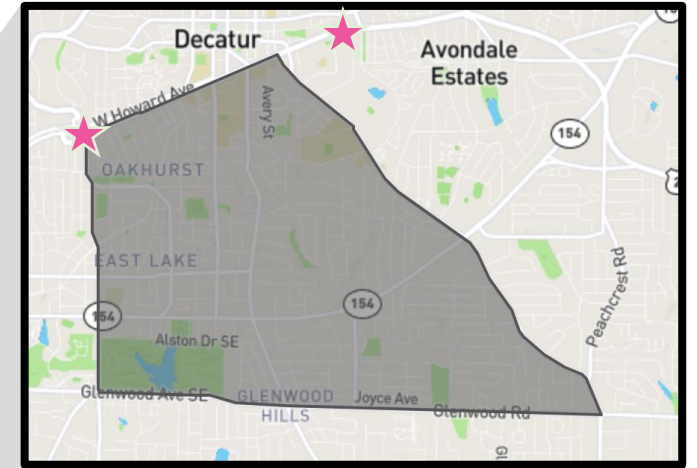 Decatur
Avondale
Estates
W Howard Ave
Avery St
154
OAKHURST
EAST LAKE
Peachcrest Rd
154
154
Alston Dr SE
Glenwood Ave SE
GLENWOOD
HILLS
Joyce Ave
Glenwood Rd